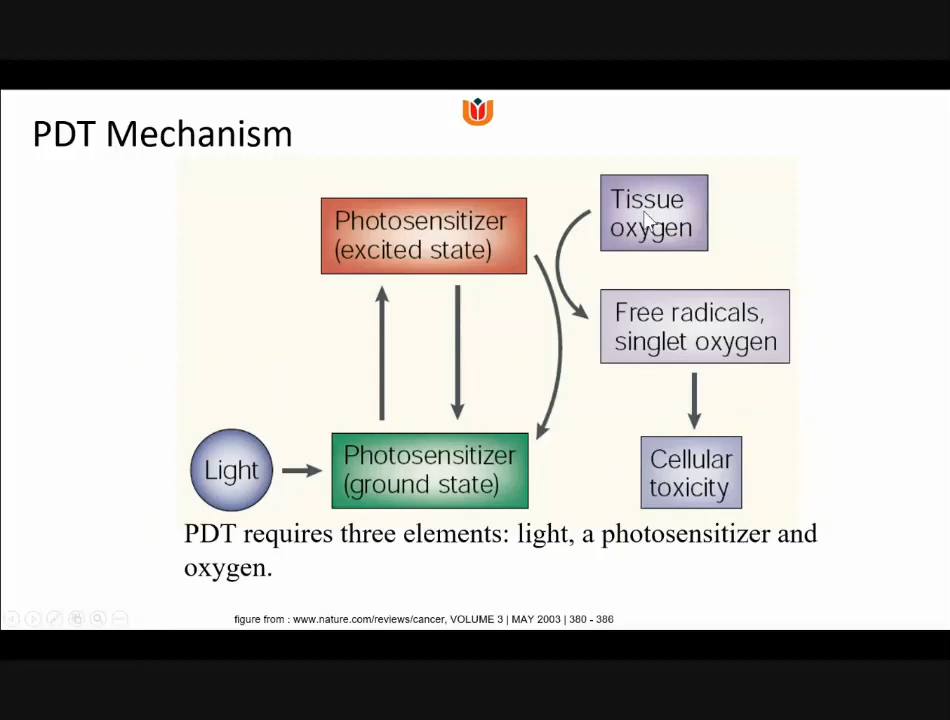 PDT Mechanism
Tissue
oxygen
Photosensitizer
(excited state)
Free radicals,
singlet oxygen
Light
Photosensitizer
(ground state)
Cellular
toxicity
PDT requires three elements: light, a photosensitizer and
oxygen.
figure from : www.nature.com/reviews/cancer, VOLUME 3 | MAY 2003 | 380 - 386